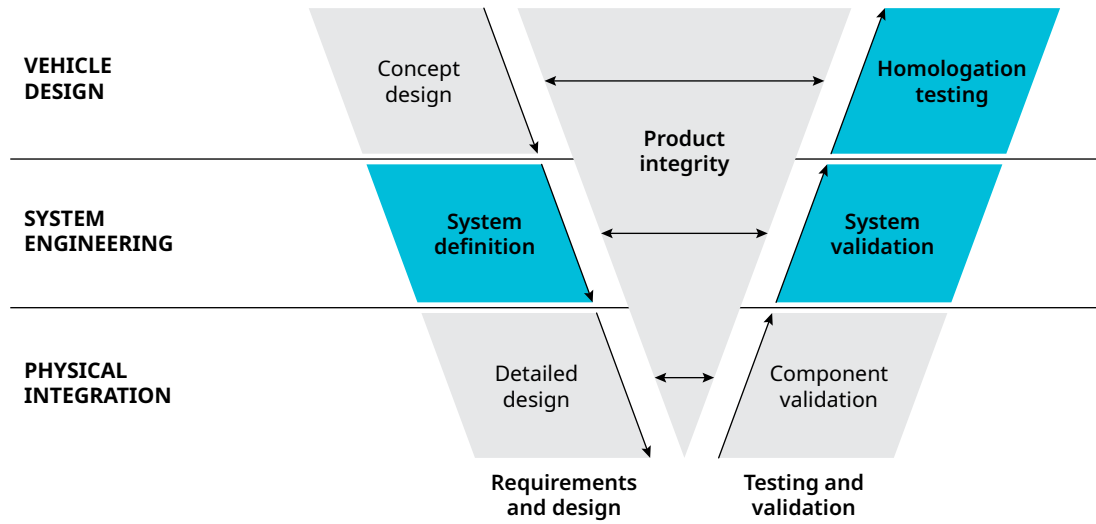 VEHICLE
DESIGN
Concept
design
Product
integrity
Homologation
testing
SYSTEM
ENGINEERING
System
definition
System
validation
PHYSICAL
INTEGRATION
Detailed
design
Component
validation
Requirements
and design
Testing and
validation